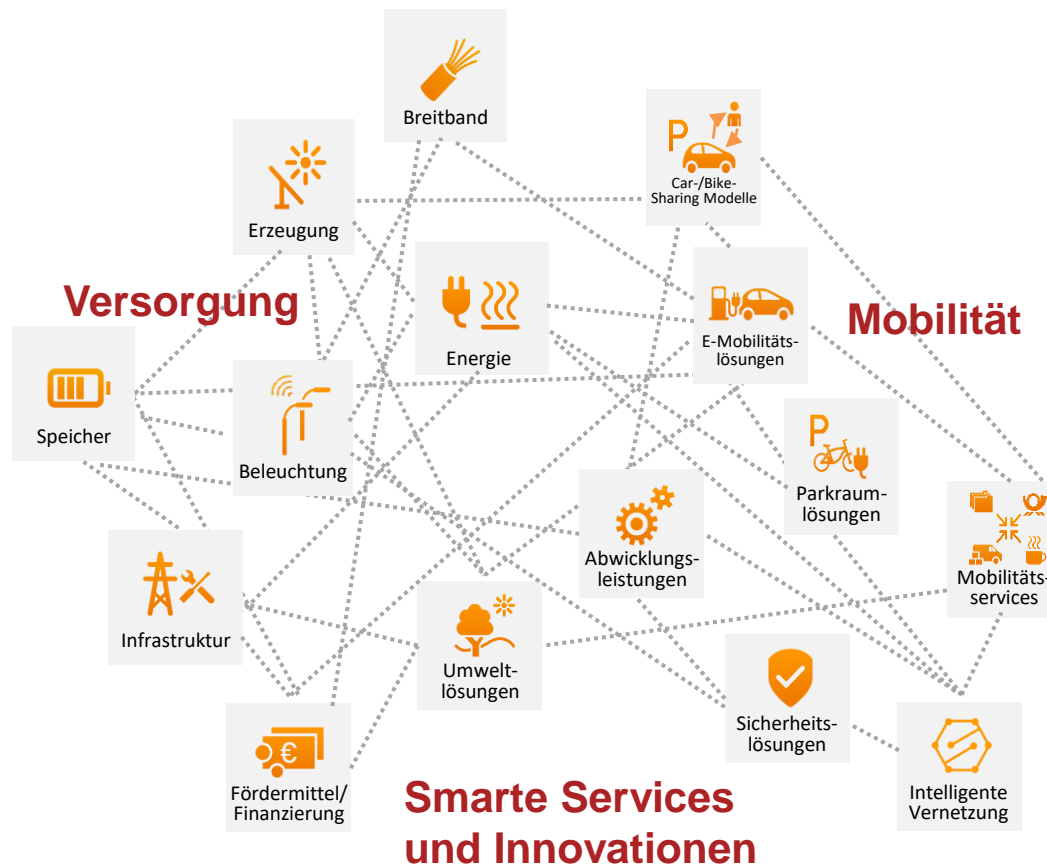 Breitband
P
Car-/Bike-
Sharing Modelle
Erzeugung
Versorgung
Energie
E-Mobilitäts-
lösungen
Mobilität
Speicher
Beleuchtung
P
Parkraum-
lösungen
Abwicklungs-
leistungen
Mobilitäts-
services
Infrastruktur
Umwelt-
lösungen
Sicherheits-
lösungen
€
Fördermittel/
Finanzierung
Intelligente
Vernetzung
Smarte Services
und Innovationen